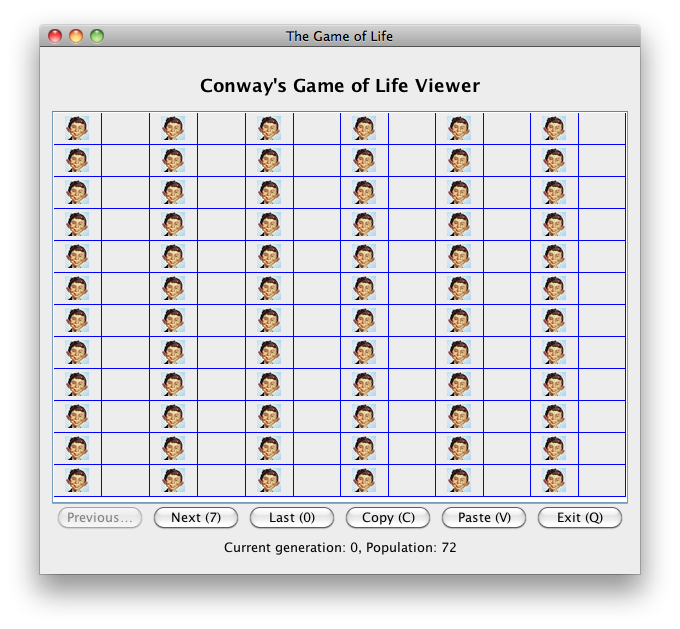 The Game of Life
Conway's Game of Life Viewer
Previous... Next (7) Last (0) Copy (C) Paste (V) Exit (Q)
Current generation: 0, Population: 72